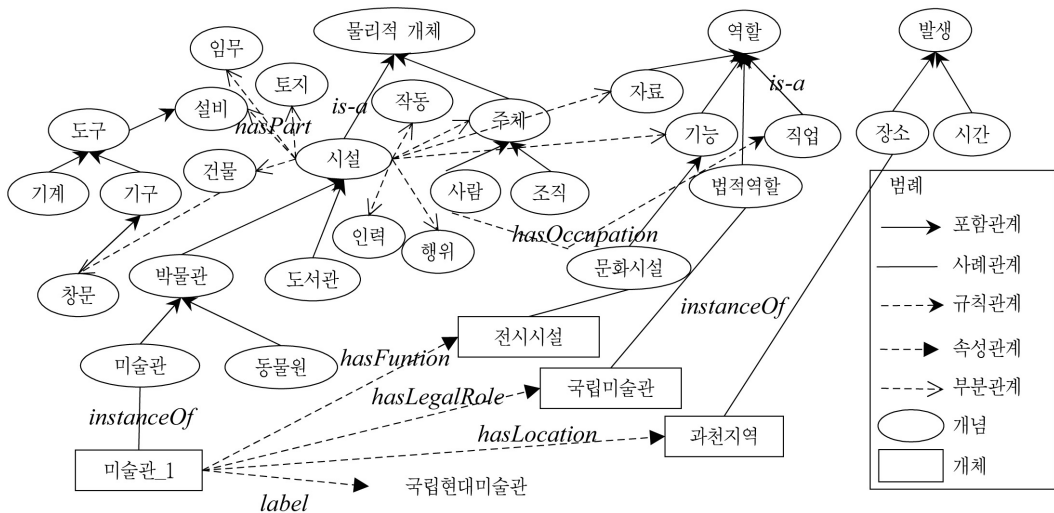 물리적 개체
역할
발생
임무
토지
작동
자료
is-a
is-a
설비
hasPart
주체
도구
기능
직업
장소
시간
건물
시설
기계
기구
사람
조직
법적역할
범례
포함관계
인력
행위
hasOccupation
사례관계
창문
박물관
도서관
문화시설
규칙관계
instanceOf
전시시설
속성관계
미술관
동물원
hasFuntion
국립미술관
부분관계
hasLegalRole
instanceOf
hasLocation
과천지역
개념
미술관_1
개체
label
국립현대미술관